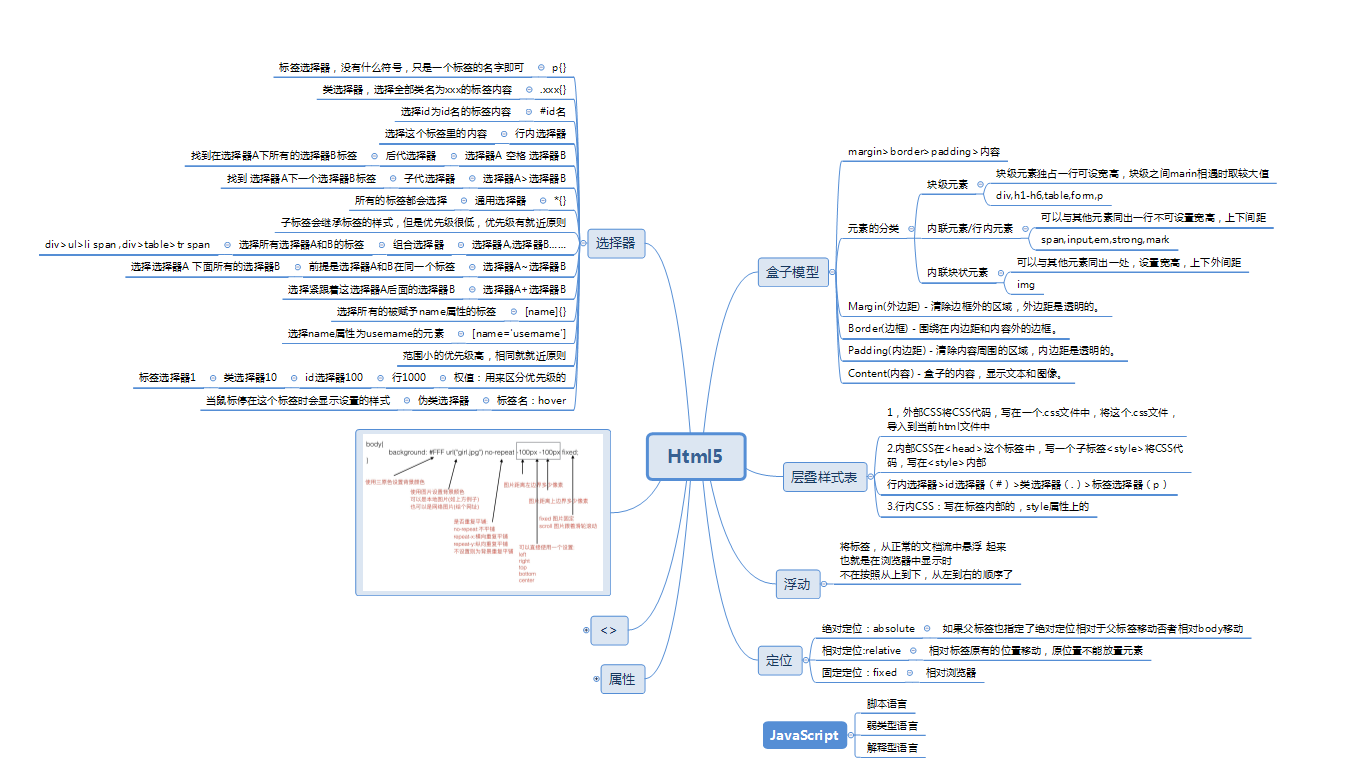 标签选择器，没有什么符号，只是一个标签的名字即可 p{}
类选择器，选择全部类名为xxx的标签内容 .xxx{}
选择id为id名的标签内容 #id名
选择这个标签里的内容 行内选择器
找到在选择器A下所有的选择器B标签 后代选择器 选择器A 空格 选择器B
找到 选择器A下一个选择器B标签 子代选择器 选择器A>选择器B
所有的标签都会选择 通用选择器 *{}
子标签会继承标签的样式，但是优先级很低，优先级有就近原则
div>ul>li span ,div>table>tr span 选择所有选择器A和B的标签 组合选择器 选择器A,选择器B……
选择选择器A 下面所有的选择器B 前提是选择器A和B在同一个标签 选择器A~选择器B
选择紧跟着这选择器A后面的选择器B 选择器A+选择器B
选择所有的被赋予name属性的标签 [name]{}
选择name属性为username的元素 [name='username']
范围小的优先级高，相同就就近原则
标签选择器1 类选择器10 id选择器100 行1000 权值：用来区分优先级的
当鼠标停在这个标签时会显示设置的样式 伪类选择器 标签名：hover
选择器
body{
background: #FFF url("girl.jpg") no-repeat -100px -100px fixed;
}
使用三原色设置背景颜色
使用图片设置背景颜色
可以是本地图片(如上方例子)
也可以是网络图片(给个网址)
是否重复平铺
no-repeat 不平铺
repeat-x:横向重复平铺
repeat-y:纵向重复平铺
不设置则为背景重复平铺
图片距离左边界多少像素
图片距离上边界多少像素
fixed 图片固定
scroll 图片跟着滑轮滚动
可以直接使用一个设置:
left
right
top
bottom
center
<>
属性
Html5
盒子模型
margin>border>padding>内容
元素的分类
块级元素
块级元素独占一行可设宽高，块级之间marin相遇时取较大值
div,h1-h6,table,form,p
内联元素/行内元素
可以与其他元素同出一行不可设置宽高，上下间距
span,input,em,strong,mark
内联块状元素
可以与其他元素同出一处，设置宽高，上下外间距
img
Margin(外边距) - 清除边框外的区域，外边距是透明的。
Border(边框) - 围绕在内边距和内容外的边框。
Padding(内边距) - 清除内容周围的区域，内边距是透明的。
Content(内容) - 盒子的内容，显示文本和图像。
层叠样式表
1，外部CSS将CSS代码，写在一个.css文件中，将这个.css文件，
导入到当前html文件中
2.内部CSS在<head>这个标签中，写一个子标签<style>将CSS代
码，写在<style>内部
行内选择器>id选择器（#）>类选择器（.）>标签选择器（p）
3.行内CSS：写在标签内部的，style属性上的
浮动
将标签，从正常的文档流中悬浮 起来
也就是在浏览器中显示时
不在按照从上到下，从左到右的顺序了
定位
绝对定位：absolute 如果父标签也指定了绝对定位相对于父标签移动否者相对body移动
相对定位:relative 相对标签原有的位置移动，原位置不能放置元素
固定定位：fixed 相对浏览器
JavaScript
脚本语言
弱类型语言
解释型语言